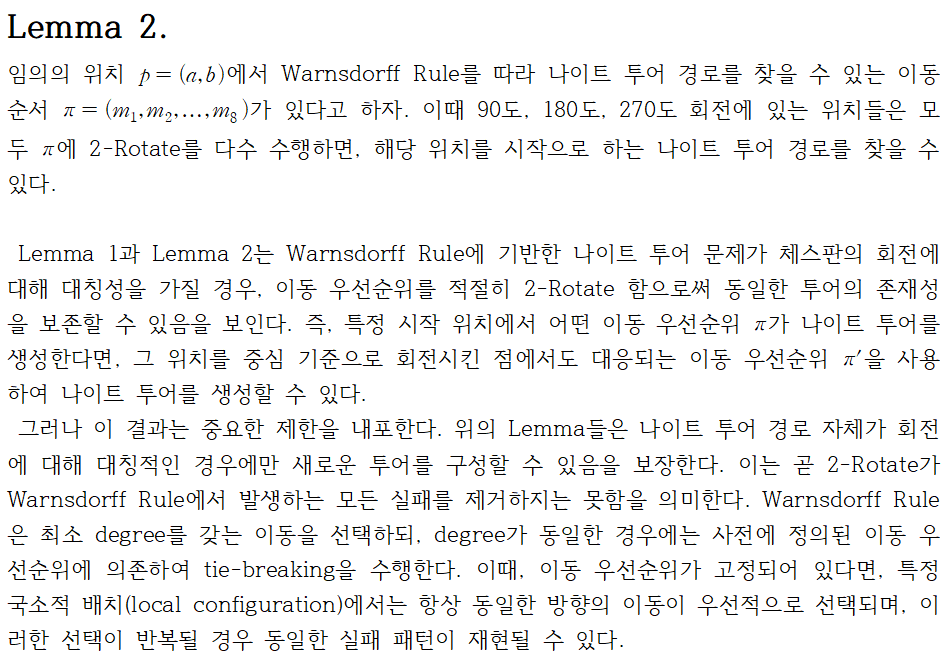 Lemma 2.
임의의 위치 p = (a,b)에서 Warnsdorff Rule를 따라 나이트 투어 경로를 찾을 수 있는 이동
순서 π = (m₁,m₂,...,m₈)가 있다고 하자. 이때 90도, 180도, 270도 회전에 있는 위치들은 모
두 π에 2-Rotate를 다수 수행하면, 해당 위치를 시작으로 하는 나이트 투어 경로를 찾을 수
있다.
Lemma 1과 Lemma 2는 Warnsdorff Rule에 기반한 나이트 투어 문제가 체스판의 회전에
대해 대칭성을 가질 경우, 이동 우선순위를 적절히 2-Rotate 함으로써 동일한 투어의 존재성
을 보존할 수 있음을 보인다. 즉, 특정 시작 위치에서 어떤 이동 우선순위 π가 나이트 투어를
생성한다면, 그 위치를 중심 기준으로 회전시킨 점에서도 대응되는 이동 우선순위 π′을 사용
하여 나이트 투어를 생성할 수 있다.
그러나 이 결과는 중요한 제한을 내포한다. 위의 Lemma들은 나이트 투어 경로 자체가 회전
에 대해 대칭적인 경우에만 새로운 투어를 구성할 수 있음을 보장한다. 이는 곧 2-Rotate가
Warnsdorff Rule에서 발생하는 모든 실패를 제거하지는 못함을 의미한다. Warnsdorff Rule
은 최소 degree를 갖는 이동을 선택하되, degree가 동일한 경우에는 사전에 정의된 이동 우
선순위에 의존하여 tie-breaking을 수행한다. 이때, 이동 우선순위가 고정되어 있다면, 특정
국소적 배치(local configuration)에서는 항상 동일한 방향의 이동이 우선적으로 선택되며, 이
러한 선택이 반복될 경우 동일한 실패 패턴이 재현될 수 있다.